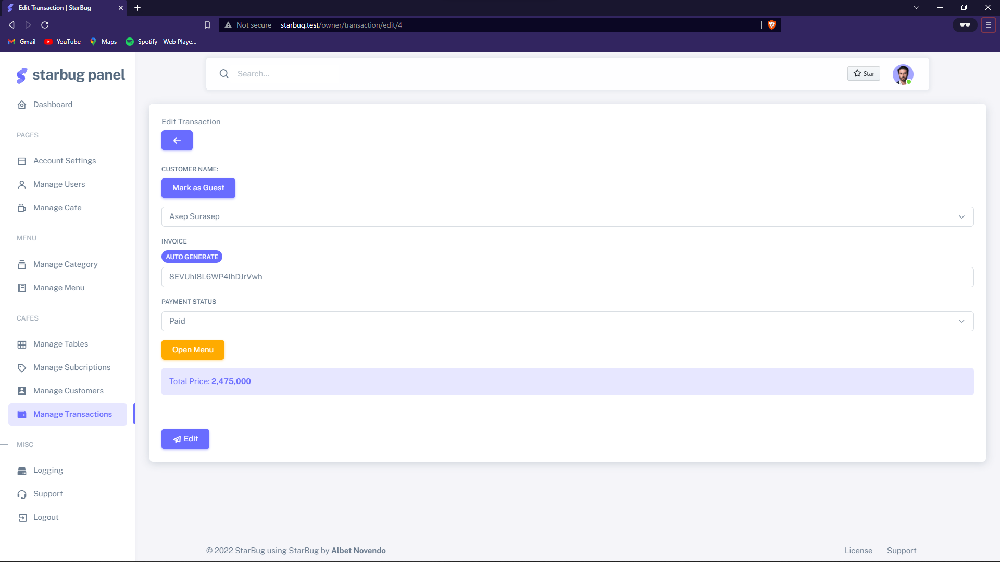 Edit Transaction | StarBug
Not secure
starbug.test/owner/transaction/edit/4
Gmail
YouTube
Maps
Spotify - Web Playe...
starbug panel
Dashboard
PAGES
Account Settings
Manage Users
Manage Cafe
MENU
Manage Category
Manage Menu
CAFES
Manage Tables
Manage Subcriptions
Manage Customers
Manage Transactions
MISC
Logging
Support
Logout
Search...
Star
Edit Transaction
CUSTOMER NAME:
Mark as Guest
Asep Surasep
INVOICE
AUTO GENERATE
8EVUhI8L6WP4IhDJrVwh
PAYMENT STATUS
Paid
Open Menu
Total Price: 2,475,000
Edit
© 2022 StarBug using StarBug by Albet Novendo
License
Support